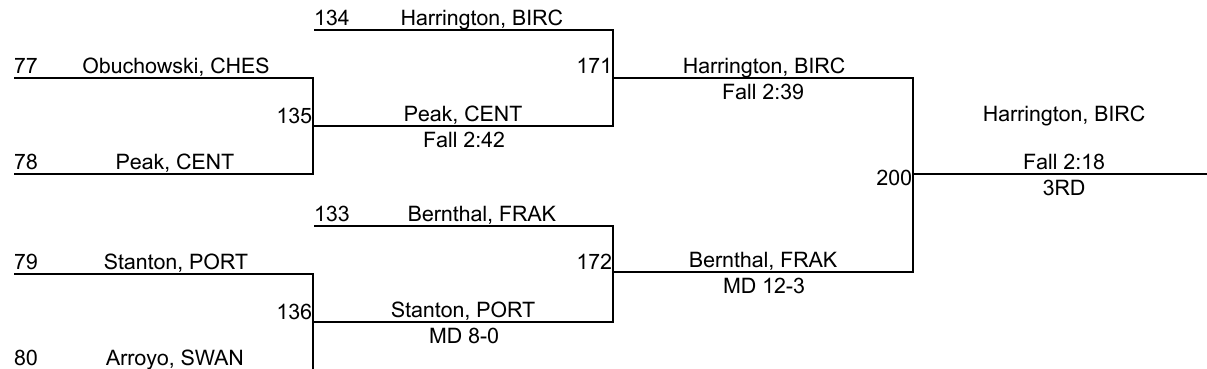 134 Harrington, BIRC
77 Obuchowski, CHES
171 Harrington, BIRC
Fall 2:39
135 Peak, CENT
Fall 2:42
Harrington, BIRC
78 Peak, CENT
Fall 2:18
200
3RD
133 Bernthal, FRAK
79 Stanton, PORT
172 Bernthal, FRAK
MD 12-3
136 Stanton, PORT
MD 8-0
80 Arroyo, SWAN